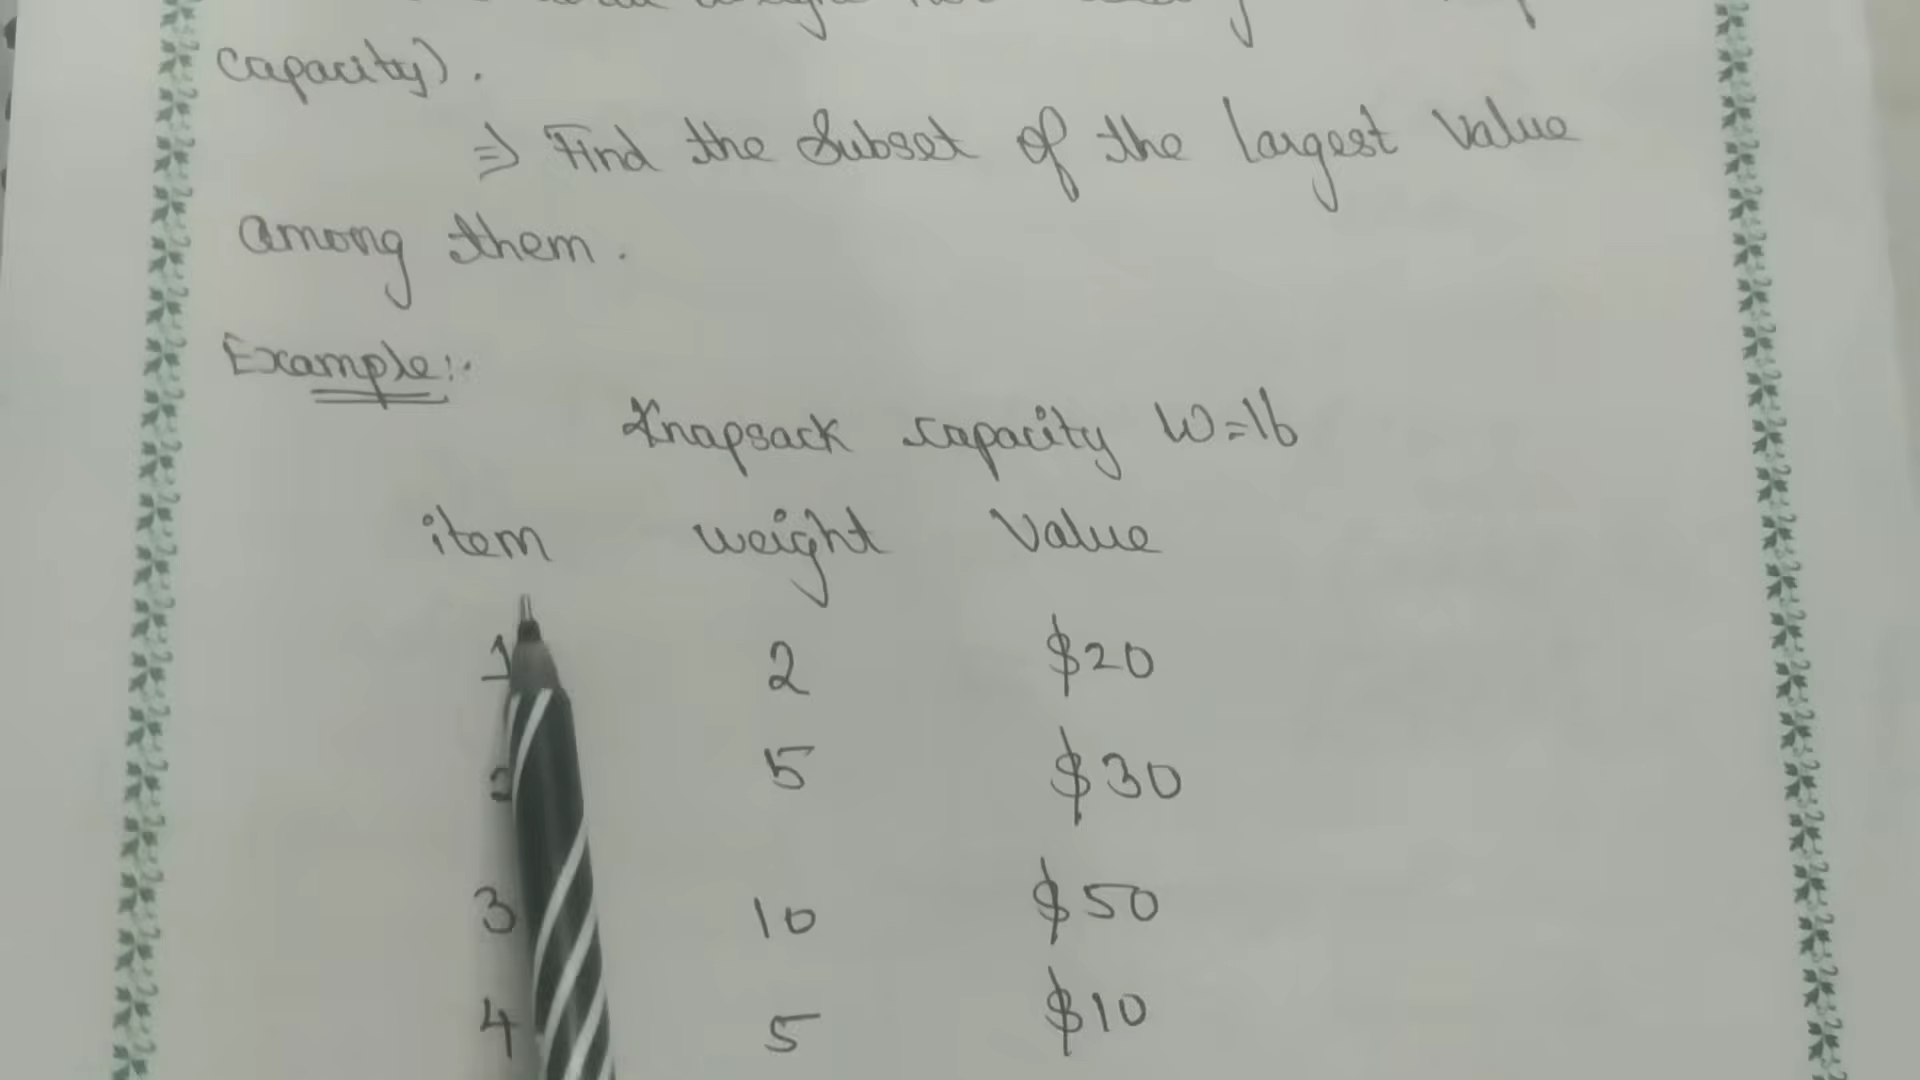 capacity).
=> Find the Subset of the largest value
among them.
Example:-
Knapsack capacity W=16
item weight Value
1 2 $20
2 5 $30
3 10 $50
4 5 $10